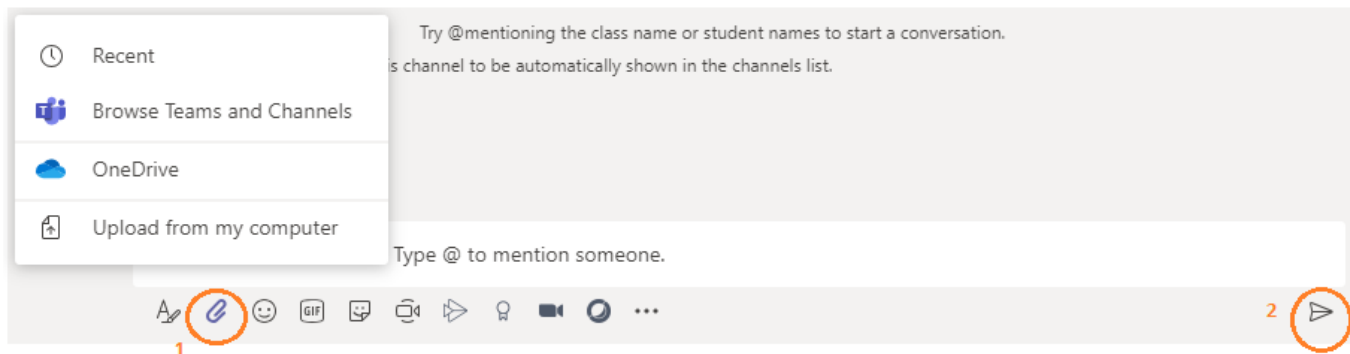 Try @mentioning the class name or student names to start a conversation.
Recent
is channel to be automatically shown in the channels list.
Browse Teams and Channels
OneDrive
Upload from my computer
Type @ to mention someone.
GIF
2
1